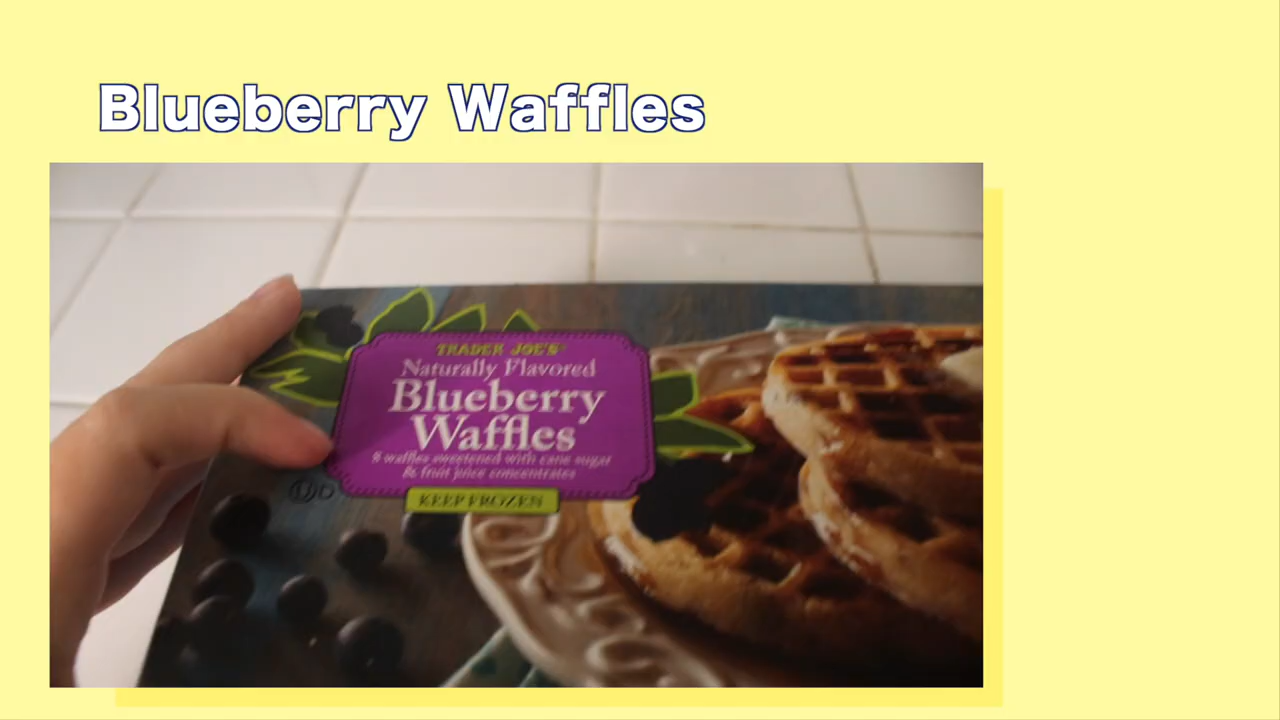 Blueberry Waffles
TRADER JOE'S
Naturally Flavored
Blueberry
Waffles
8 waffles sweetened with cane sugar
& fruit juice concentrates
KEEP FROZEN
U D